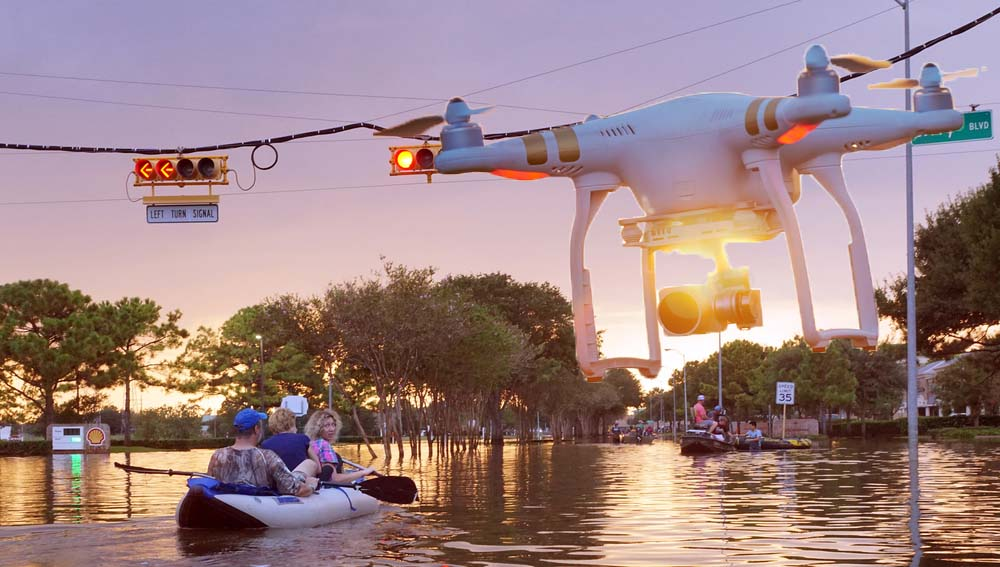 BLVD
LEFT TURN SIGNAL
SPEED
LIMIT
35